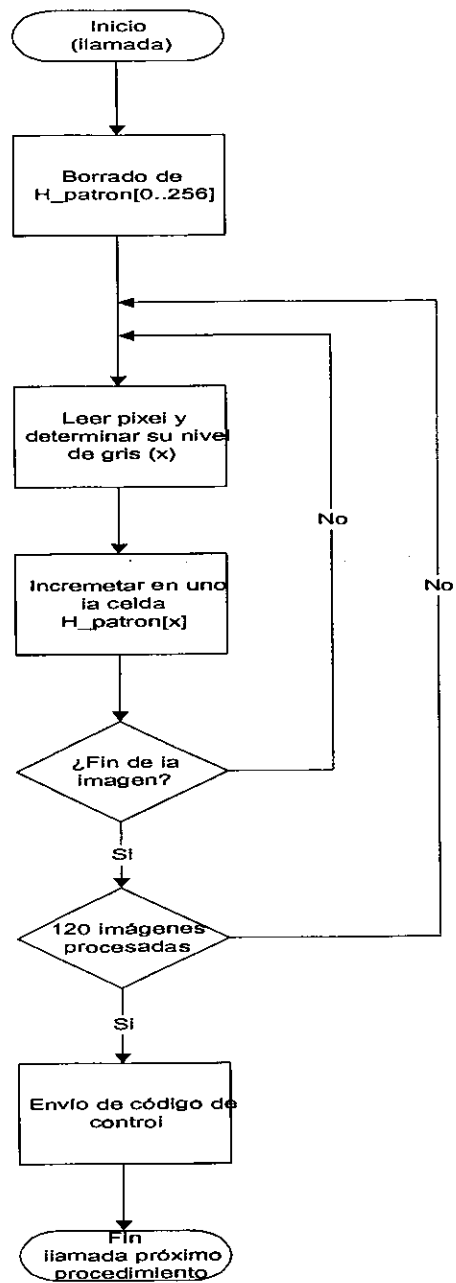 Inicio
(llamada)
Borrado de
H_patron[0..256]
Leer pixel y
determinar su nivel
de gris (x)
No
No
Incremetar en uno
la celda
H_patron[x]
¿Fin de la
imagen?
Si
120 imágenes
procesadas
Si
Envío de código de
control
Fin
llamada próximo
procedimiento